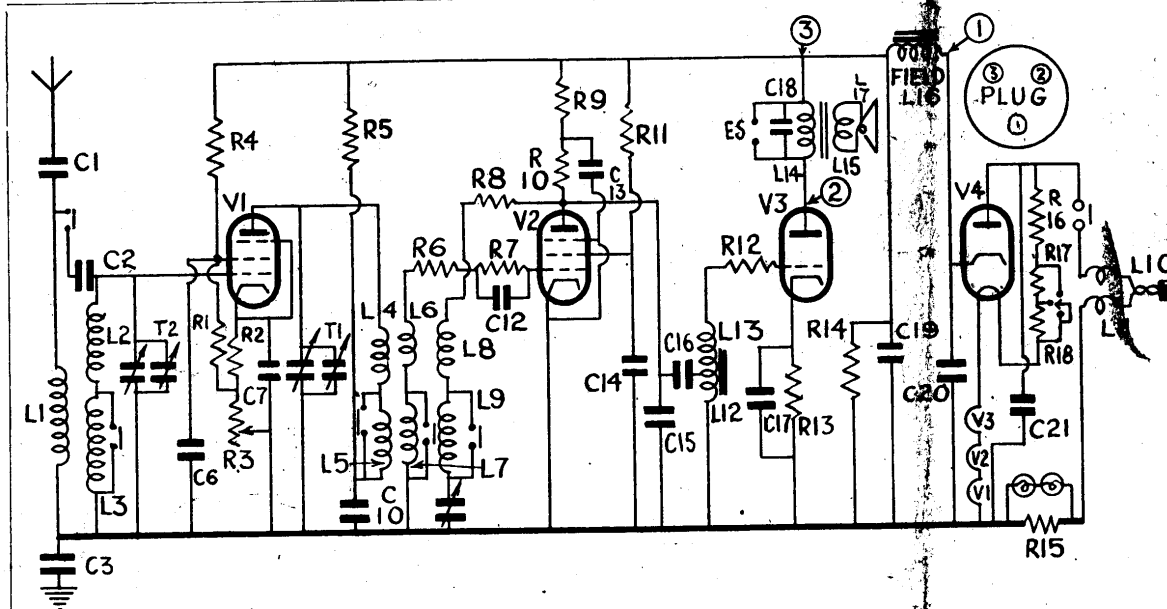 ③
①
FIELD
L16
③ ②
PLUG
①
C1
R4
R5
R9
R11
C18
L
17
ES
L14
L15
V1
R8
R
10
C
13
V2
V3
②
V4
R
16
1
C2
R6
R7
R12
R17
L10
L
L2
T2
R1
R2
T1
L4
L6
C12
L8
L13
C16
R14
C19
R18
L1
1
C7
C14
C20
L3
R3
C6
1
L5
1
L9
1
L7
C15
L12
C17
R13
V3
V2
V1
C21
C
10
C3
R15